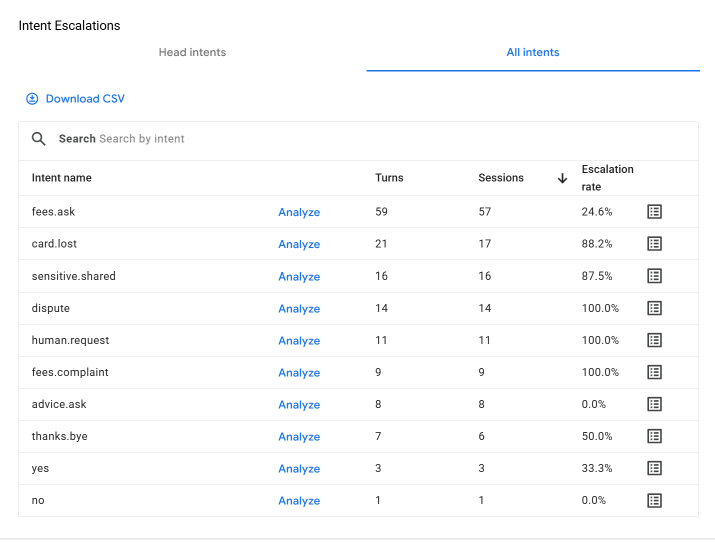 Intent Escalations
Head intents All intents
Download CSV
Search Search by intent
Intent name Turns Sessions Escalation rate
fees.ask Analyze 59 57 24.6%
card.lost Analyze 21 17 88.2%
sensitive.shared Analyze 16 16 87.5%
dispute Analyze 14 14 100.0%
human.request Analyze 11 11 100.0%
fees.complaint Analyze 9 9 100.0%
advice.ask Analyze 8 8 0.0%
thanks.bye Analyze 7 6 50.0%
yes Analyze 3 3 33.3%
no Analyze 1 1 0.0%